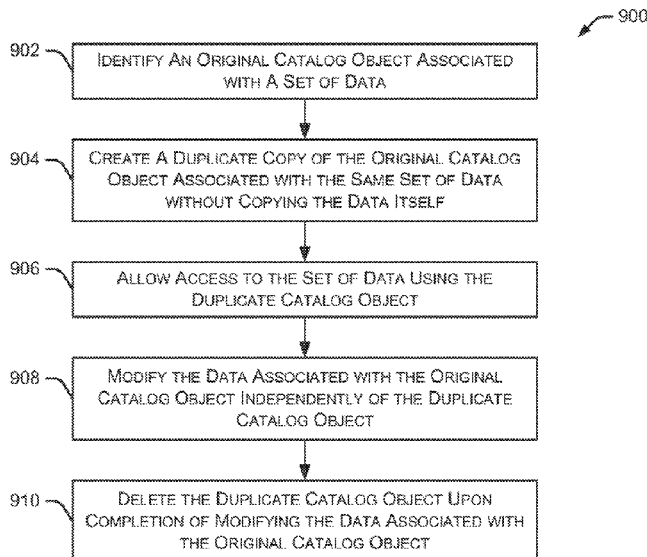 900
902
IDENTIFY AN ORIGINAL CATALOG OBJECT ASSOCIATED
WITH A SET OF DATA
904
CREATE A DUPLICATE COPY OF THE ORIGINAL CATALOG
OBJECT ASSOCIATED WITH THE SAME SET OF DATA
WITHOUT COPYING THE DATA ITSELF
906
ALLOW ACCESS TO THE SET OF DATA USING THE
DUPLICATE CATALOG OBJECT
908
MODIFY THE DATA ASSOCIATED WITH THE ORIGINAL
CATALOG OBJECT INDEPENDENTLY OF THE DUPLICATE
CATALOG OBJECT
910
DELETE THE DUPLICATE CATALOG OBJECT UPON
COMPLETION OF MODIFYING THE DATA ASSOCIATED WITH
THE ORIGINAL CATALOG OBJECT